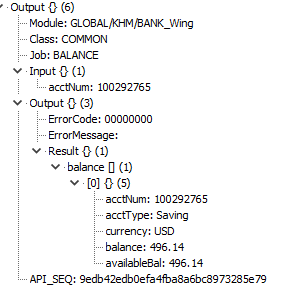 Output {} (6)
Module: GLOBAL/KHM/BANK_Wing
Class: COMMON
Job: BALANCE
Input {} (1)
acctNum: 100292765
Output {} (3)
ErrorCode: 00000000
ErrorMessage:
Result {} (1)
balance [] (1)
[0] {} (5)
acctNum: 100292765
acctType: Saving
currency: USD
balance: 496.14
availableBal: 496.14
API_SEQ: 9edb42edb0efa4fba8a6bc8973285e79